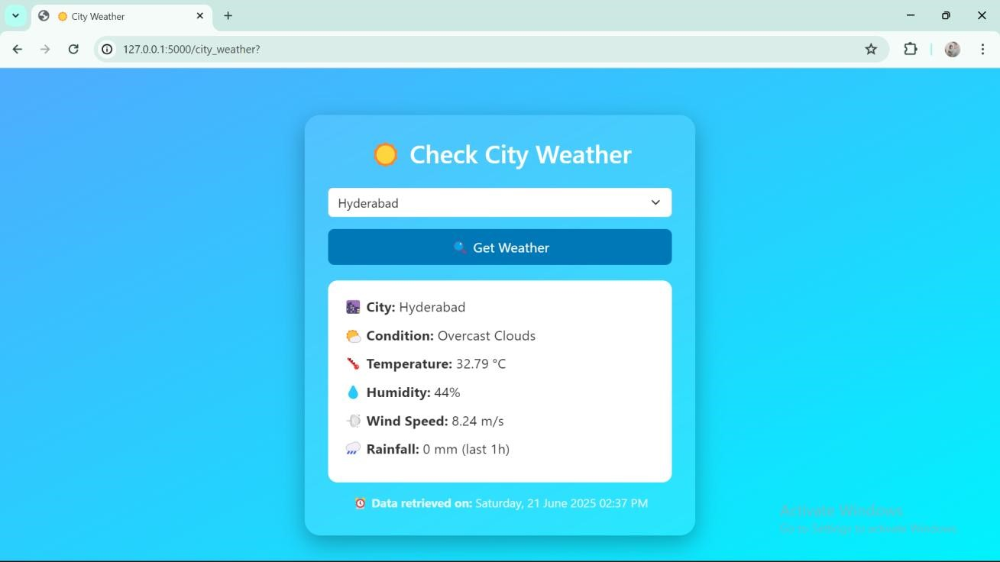 City Weather
127.0.0.1:5000/city_weather?
Check City Weather
Hyderabad
Get Weather
City: Hyderabad
Condition: Overcast Clouds
Temperature: 32.79 °C
Humidity: 44%
Wind Speed: 8.24 m/s
Rainfall: 0 mm (last 1h)
Data retrieved on: Saturday, 21 June 2025 02:37 PM
Activate Windows
Go to Settings to activate Windows.